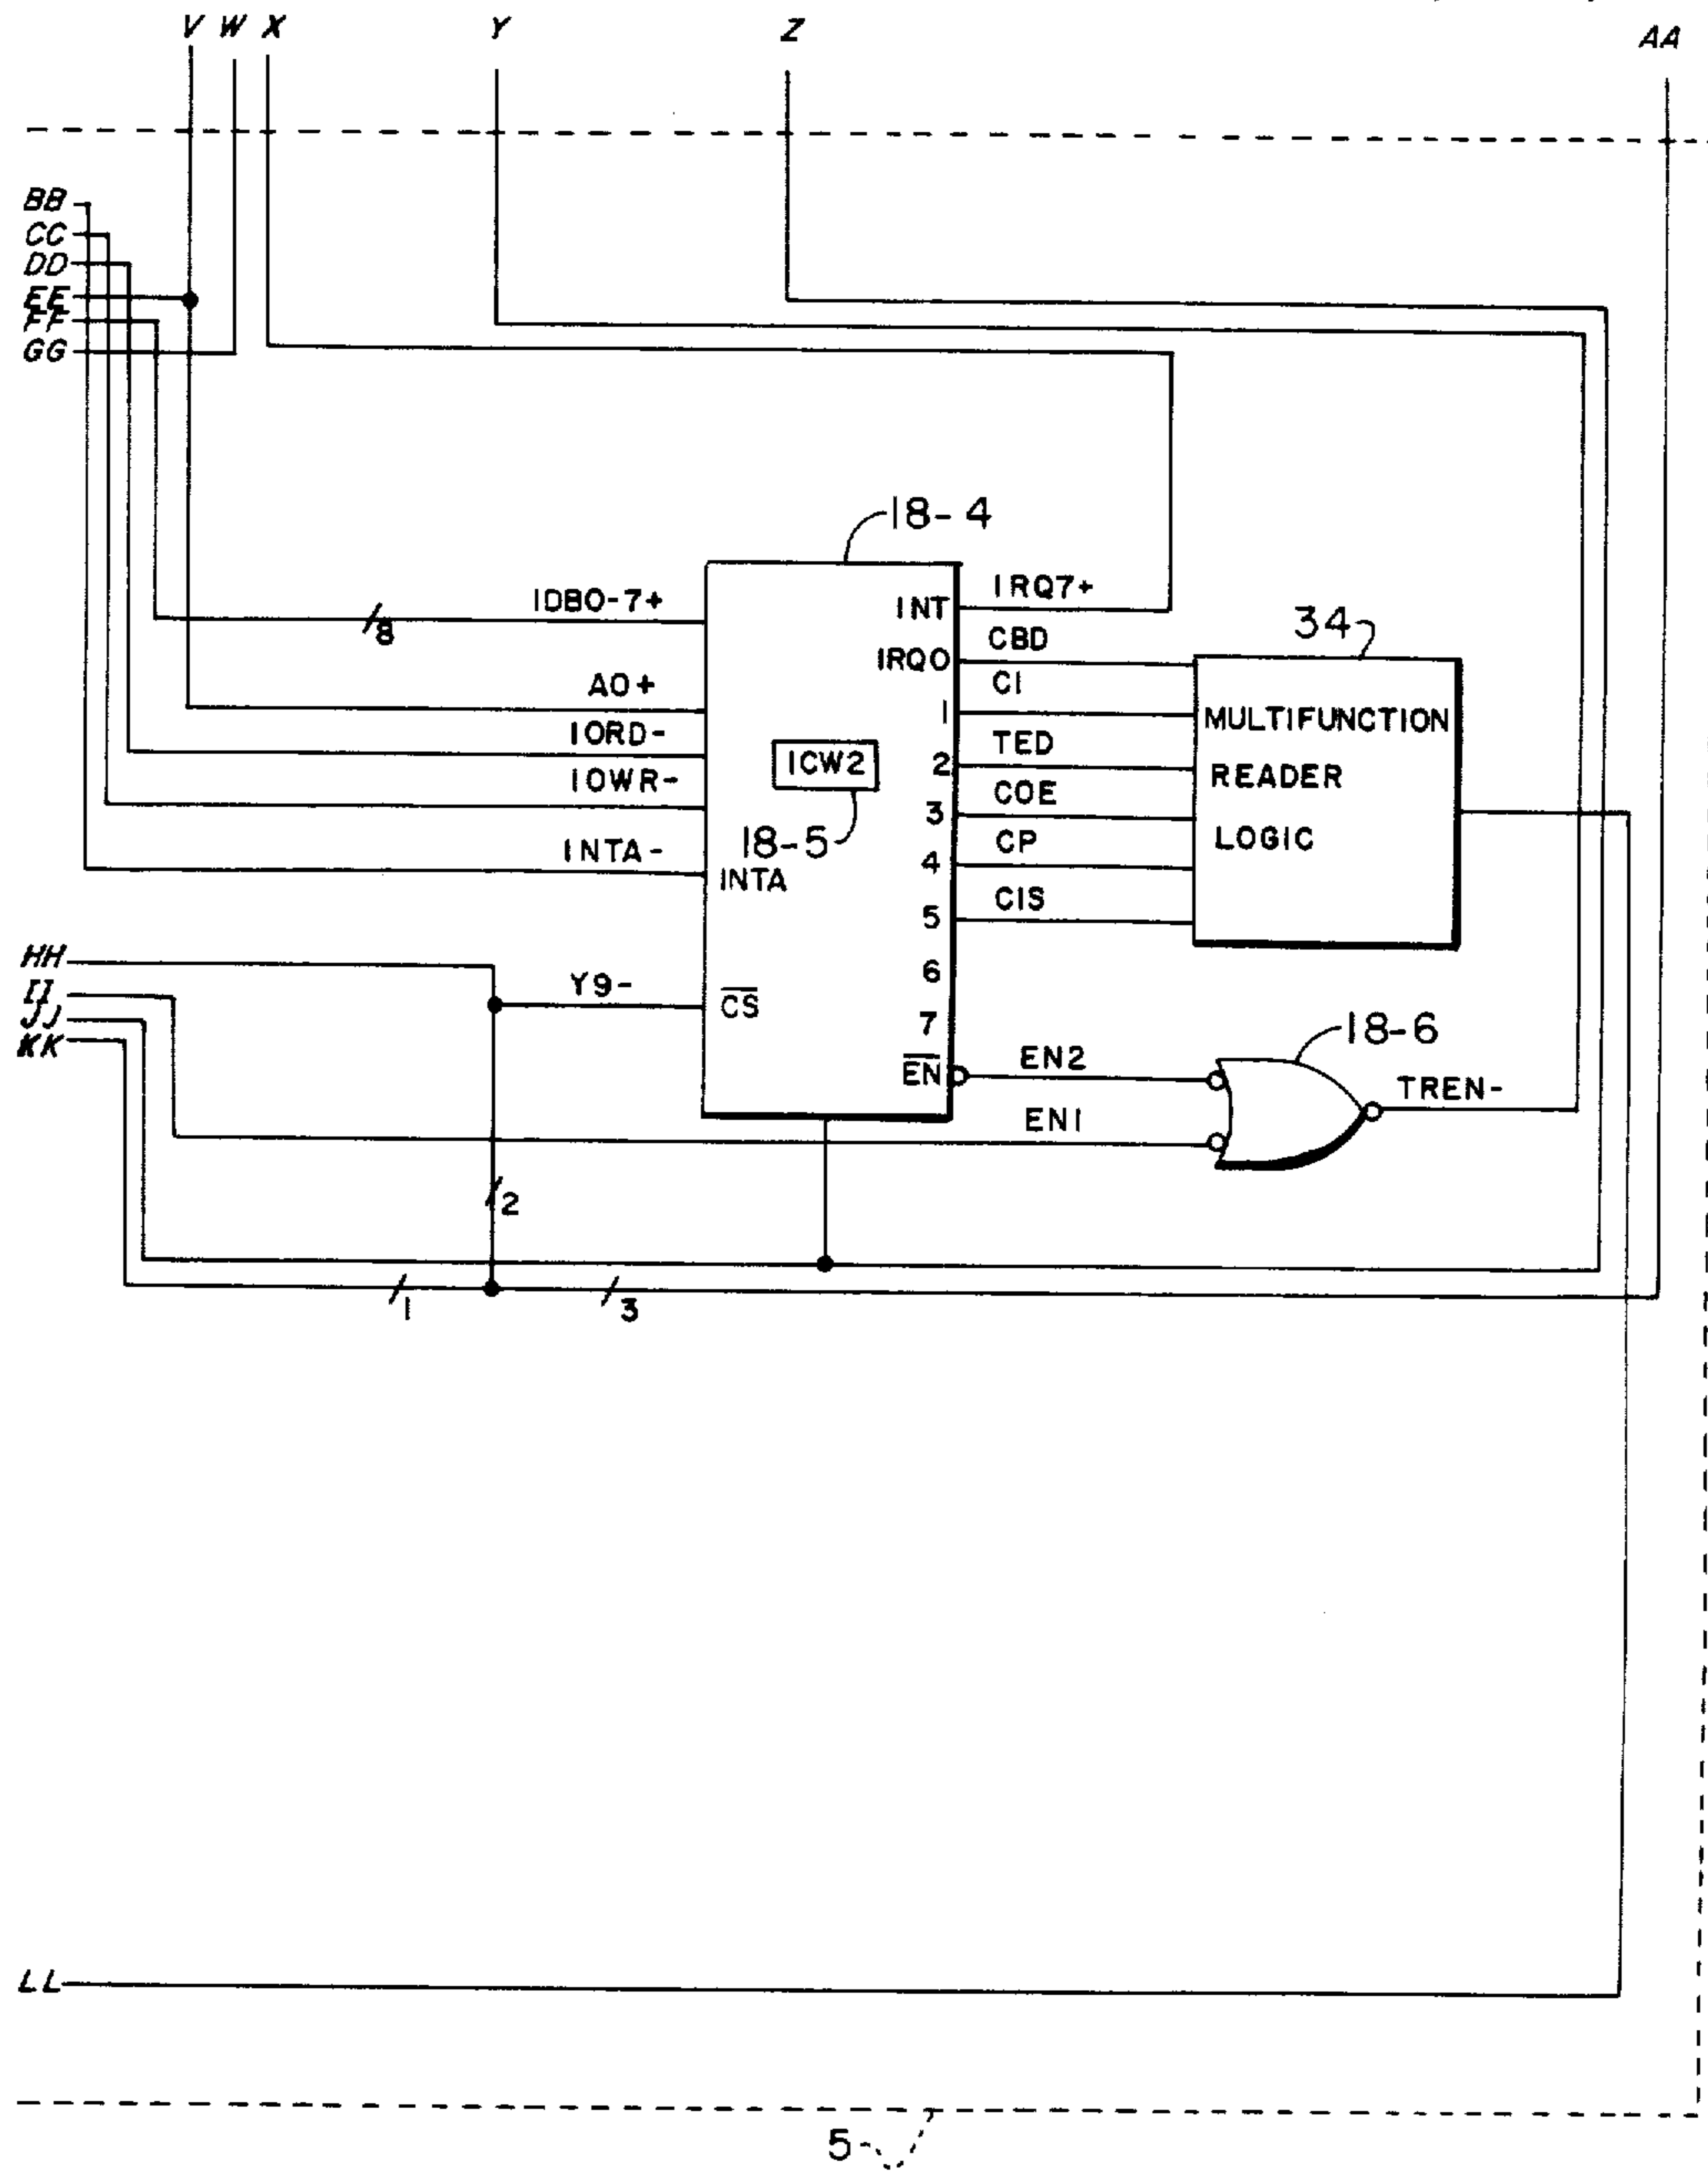 V W X Y Z AA
BB
CC
DD
EE
FF
GG
18-4
IDB0-7+
8
INT
IRQ7+
34
IRQ0
CBD
A0+
CI
1
MULTIFUNCTION
IORD-
TED
2
READER
ICW2
IOWR-
COE
3
LOGIC
18-5
CP
INTA-
4
INTA
CIS
5
HH
6
Y9-
CS
II
JJ
7
18-6
KK
EN
EN2
TREN-
EN1
2
1
3
LL
5